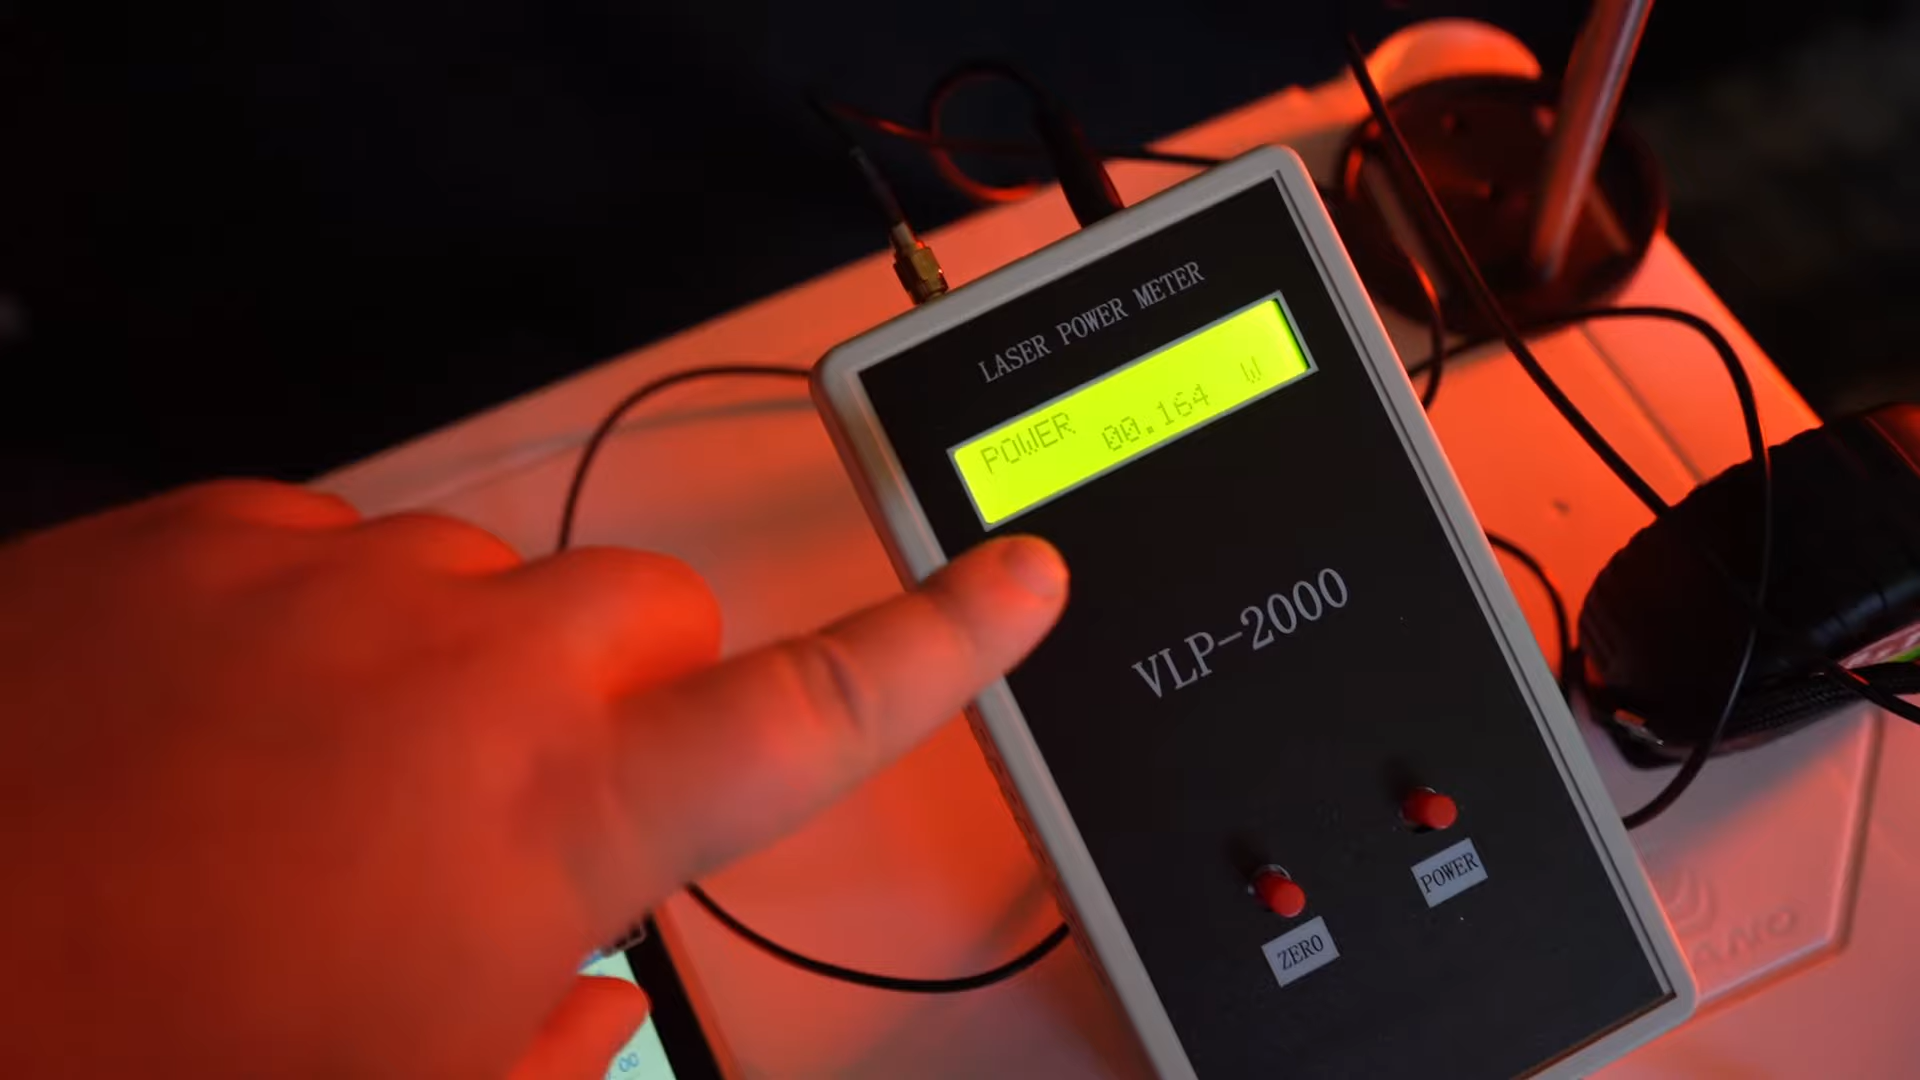 LASER POWER METER
POWER
00.164 W
VLP-2000
POWER
ZERO